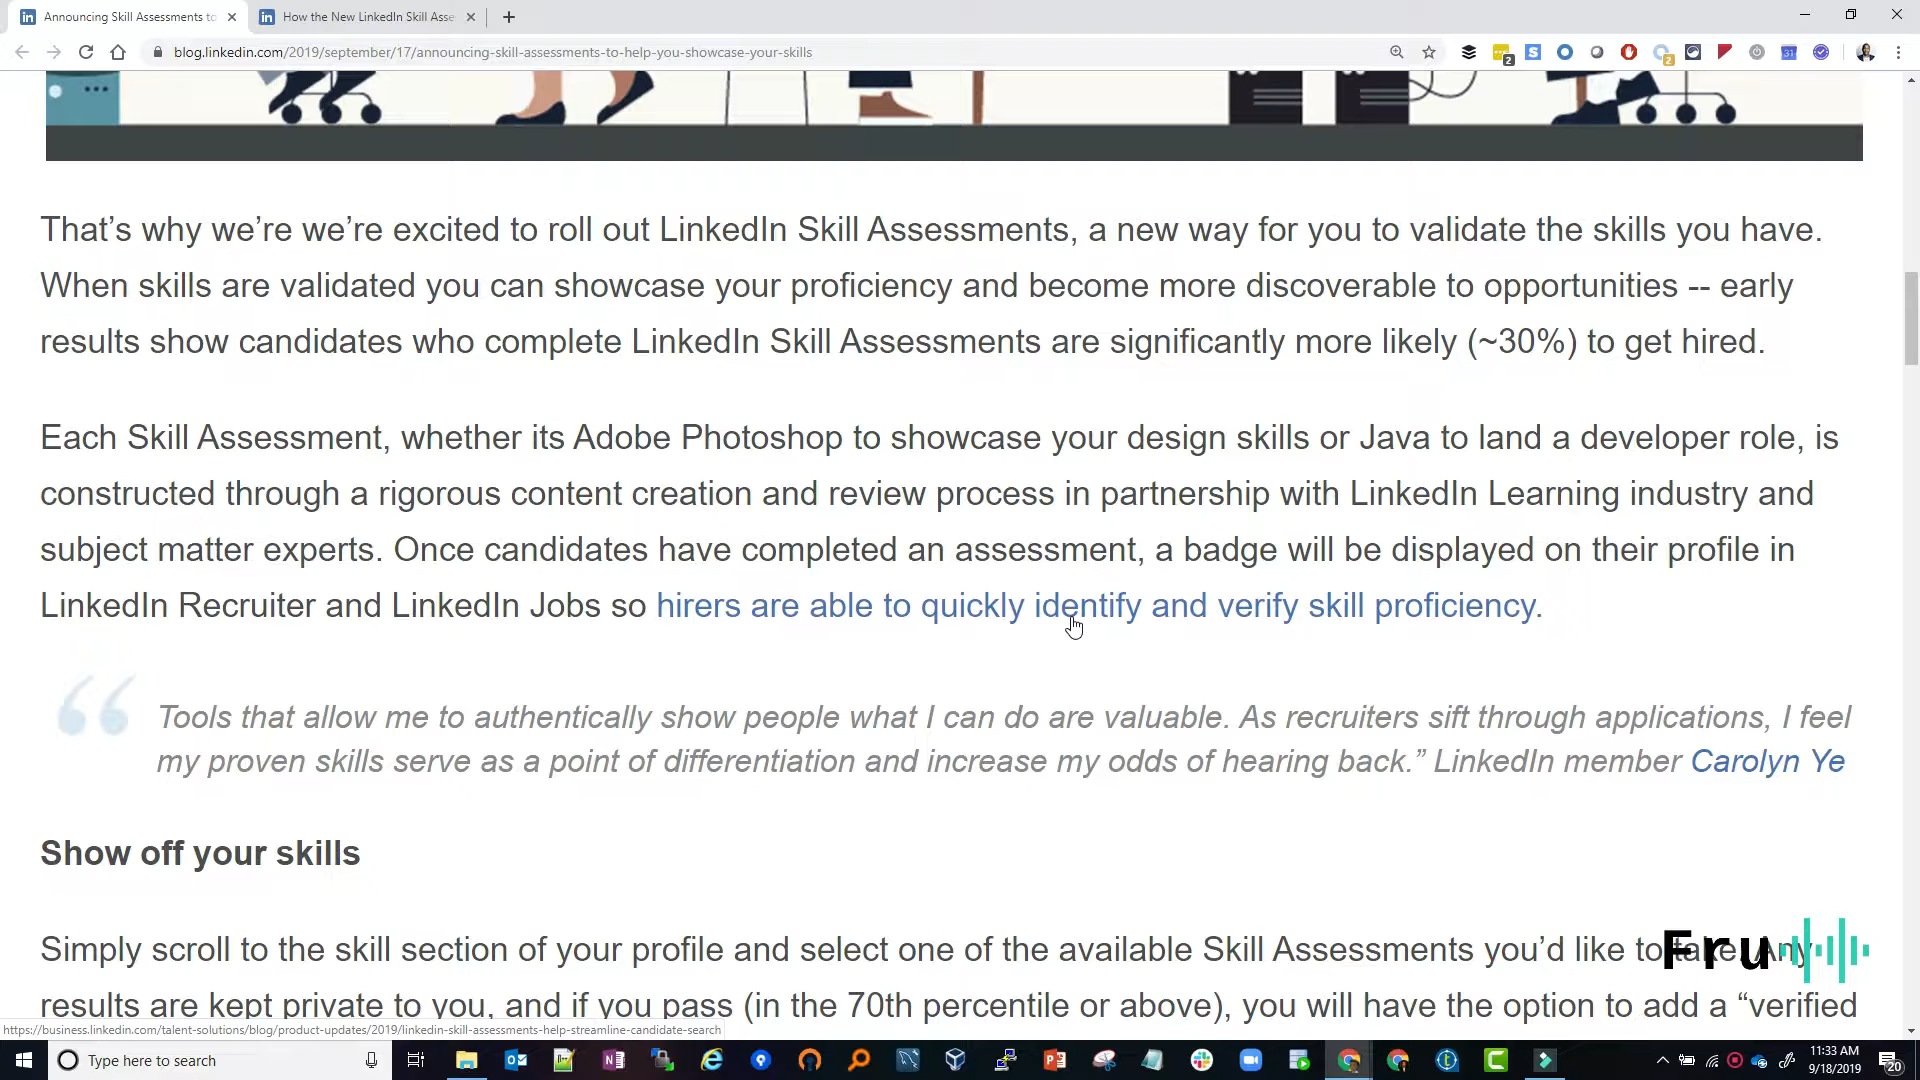 Announcing Skill Assessments to
How the New LinkedIn Skill Asse
blog.linkedin.com/2019/september/17/announcing-skill-assessments-to-help-you-showcase-your-skills
2
2
31
That’s why we’re we’re excited to roll out LinkedIn Skill Assessments, a new way for you to validate the skills you have.
When skills are validated you can showcase your proficiency and become more discoverable to opportunities -- early
results show candidates who complete LinkedIn Skill Assessments are significantly more likely (~30%) to get hired.
Each Skill Assessment, whether its Adobe Photoshop to showcase your design skills or Java to land a developer role, is
constructed through a rigorous content creation and review process in partnership with LinkedIn Learning industry and
subject matter experts. Once candidates have completed an assessment, a badge will be displayed on their profile in
LinkedIn Recruiter and LinkedIn Jobs so hirers are able to quickly identify and verify skill proficiency.
Tools that allow me to authentically show people what I can do are valuable. As recruiters sift through applications, I feel
my proven skills serve as a point of differentiation and increase my odds of hearing back.” LinkedIn member Carolyn Ye
Show off your skills
Simply scroll to the skill section of your profile and select one of the available Skill Assessments you’d like to take. Any
results are kept private to you, and if you pass (in the 70th percentile or above), you will have the option to add a “verified
Fru
https://business.linkedin.com/talent-solutions/blog/product-updates/2019/linkedin-skill-assessments-help-streamline-candidate-search
Type here to search
11:33 AM
9/18/2019
20